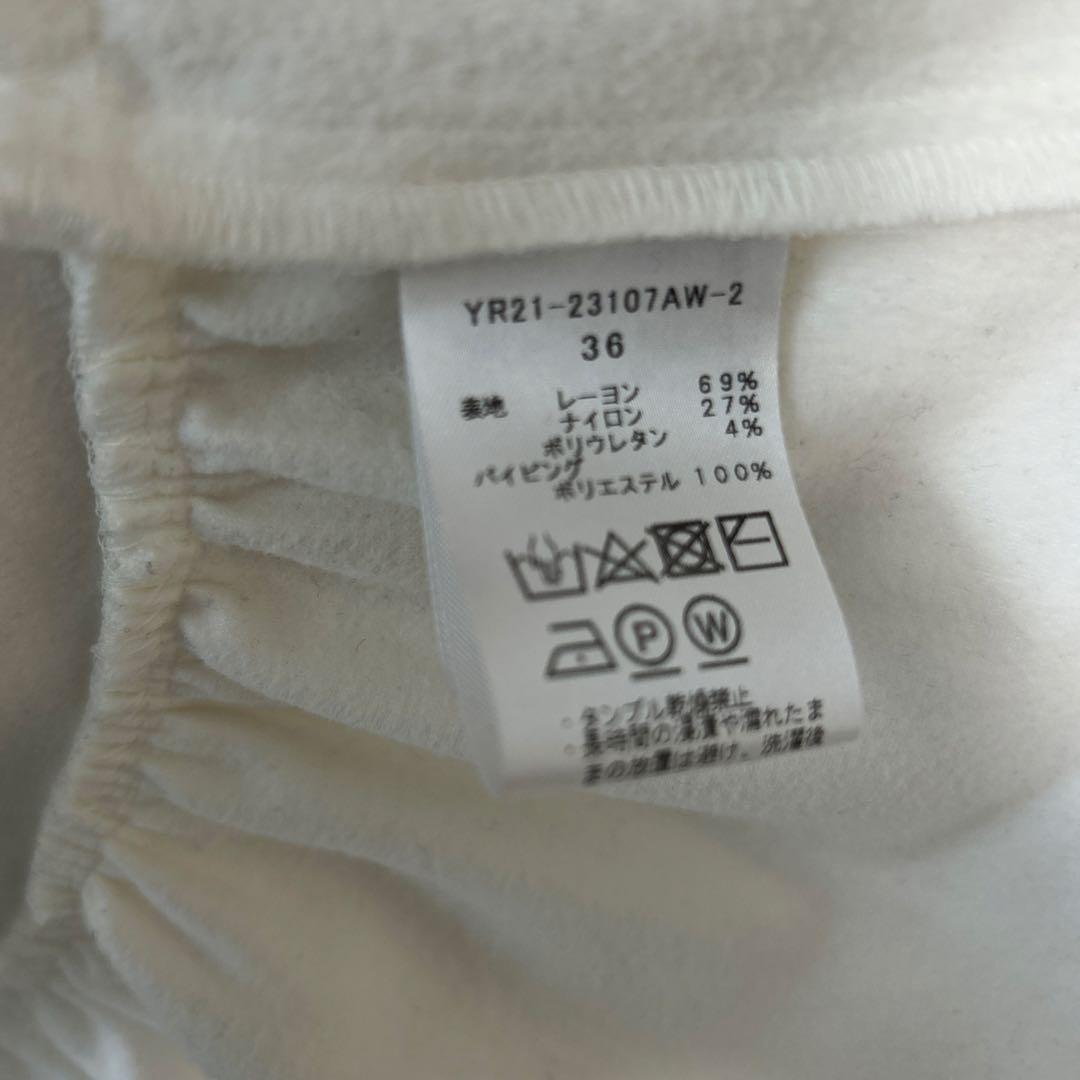 YR21-23107AW-2
36
表地 レーヨン 69%
ナイロン 27%
ポリウレタン 4%
パイピング
ポリエステル 100%
P W
・タンブル乾燥禁止
・長時間の浸漬や濡れたま
まの放置は避け、洗濯後